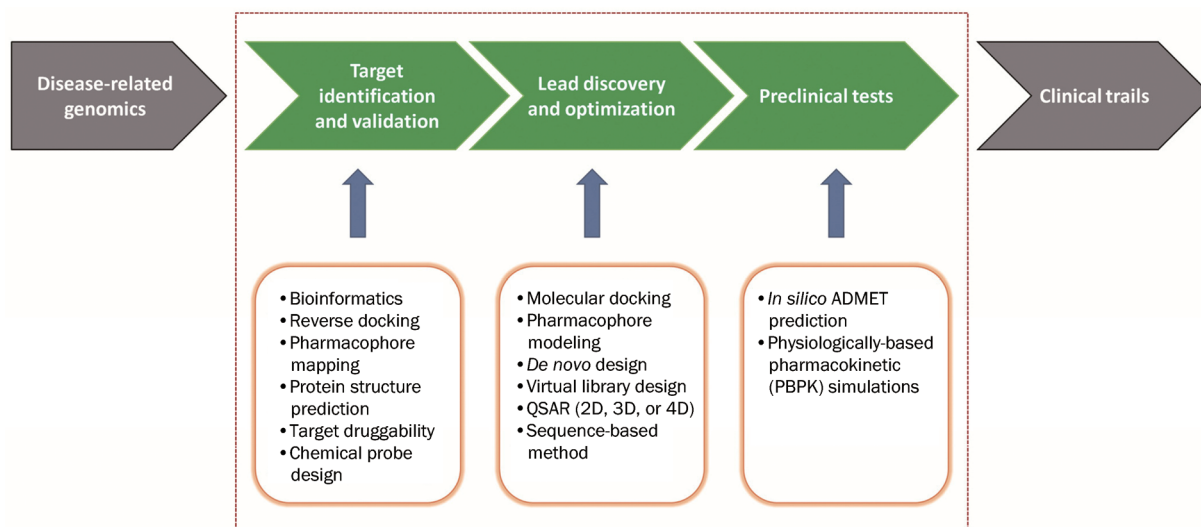 Disease-related
genomics
Target
identification
and validation
Lead discovery
and optimization
Preclinical tests
Clinical trails
•Bioinformatics
•Reverse docking
•Pharmacophore
mapping
•Protein structure
prediction
•Target druggability
•Chemical probe
design
•Molecular docking
•Pharmacophore
modeling
•De novo design
•Virtual library design
•QSAR (2D, 3D, or 4D)
•Sequence-based
method
•In silico ADMET
prediction
•Physiologically-based
pharmacokinetic
(PBPK) simulations